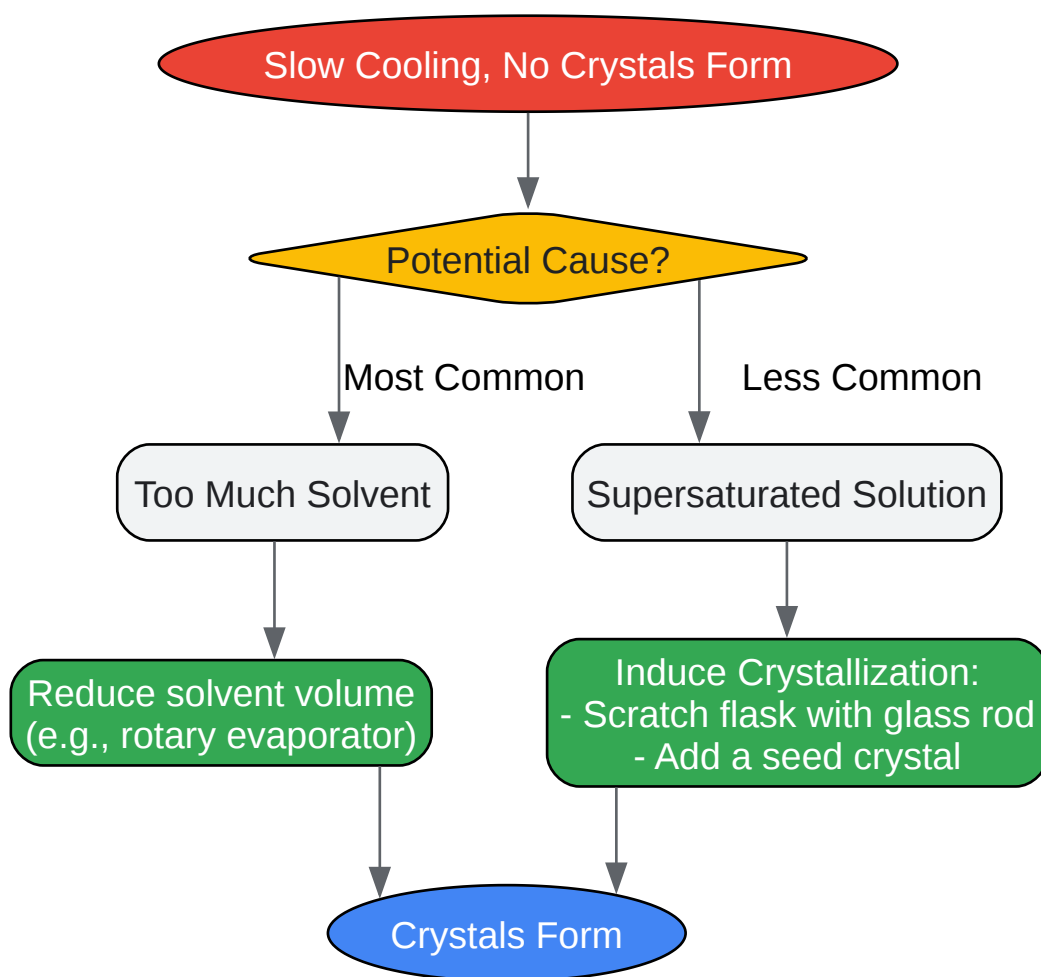 Slow Cooling, No Crystals Form
Potential Cause?
Most Common
Less Common
Too Much Solvent
Supersaturated Solution
Reduce solvent volume
(e.g., rotary evaporator)
Induce Crystallization:
- Scratch flask with glass rod
- Add a seed crystal
Crystals Form